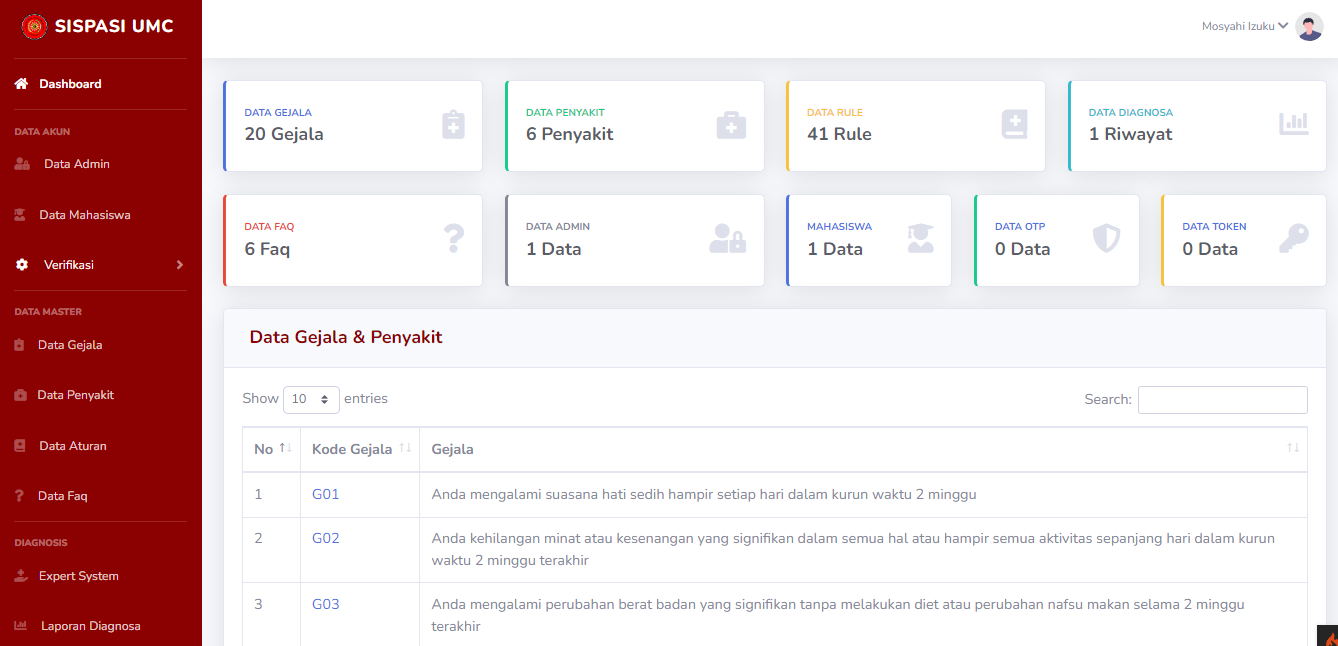 SISPASI UMC
Mosyahi Izuku
Dashboard
DATA AKUN
Data Admin
Data Mahasiswa
Verifikasi
DATA MASTER
Data Gejala
Data Penyakit
Data Aturan
Data Faq
DIAGNOSIS
Expert System
Laporan Diagnosa
DATA GEJALA
20 Gejala
DATA PENYAKIT
6 Penyakit
DATA RULE
41 Rule
DATA DIAGNOSA
1 Riwayat
DATA FAQ
6 Faq
DATA ADMIN
1 Data
MAHASISWA
1 Data
DATA OTP
0 Data
DATA TOKEN
0 Data
Data Gejala & Penyakit
Show 10 entries
Search:
No Kode Gejala Gejala
1 G01 Anda mengalami suasana hati sedih hampir setiap hari dalam kurun waktu 2 minggu
2 G02 Anda kehilangan minat atau kesenangan yang signifikan dalam semua hal atau hampir semua aktivitas sepanjang hari dalam kurun
waktu 2 minggu terakhir
3 G03 Anda mengalami perubahan berat badan yang signifikan tanpa melakukan diet atau perubahan nafsu makan selama 2 minggu
terakhir